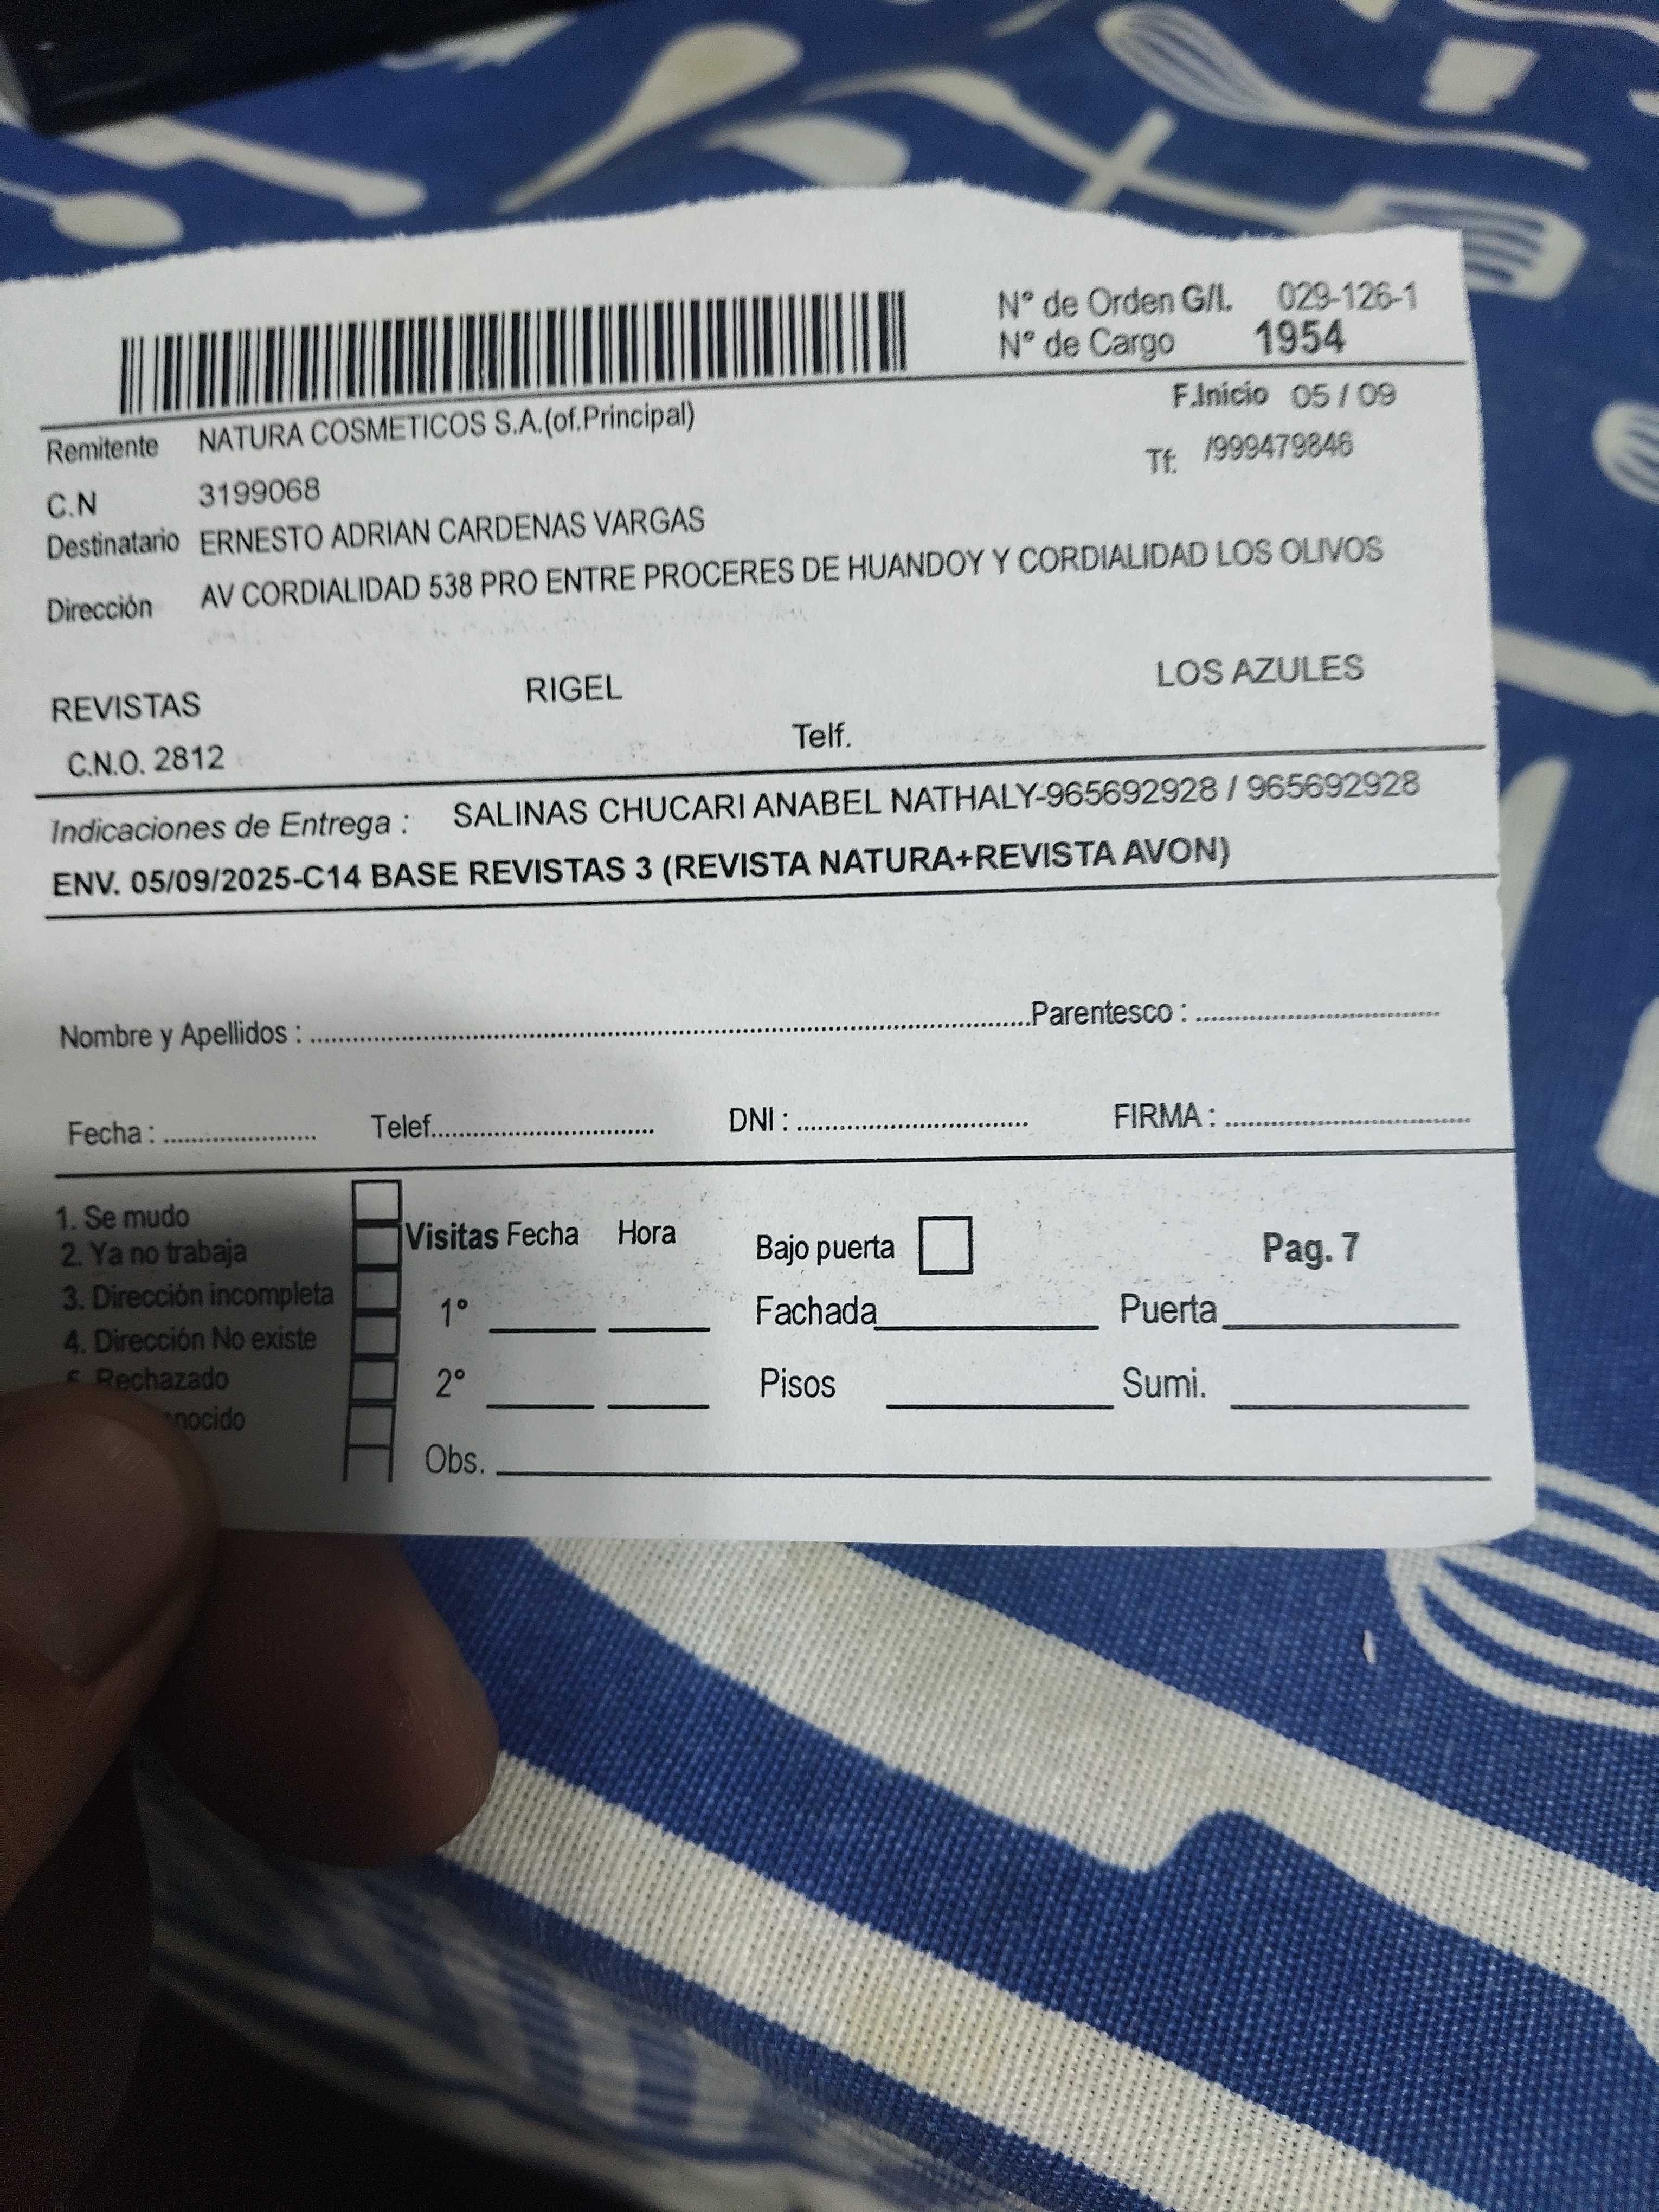 N° de Orden G/I. 029-126-1
N° de Cargo 1954
F.Inicio 05 / 09
Remitente NATURA COSMETICOS S.A.(of.Principal)
Tf: /999479846
C.N 3199068
Destinatario ERNESTO ADRIAN CARDENAS VARGAS
Dirección AV CORDIALIDAD 538 PRO ENTRE PROCERES DE HUANDOY Y CORDIALIDAD LOS OLIVOS
REVISTAS RIGEL LOS AZULES
C.N.O. 2812 Telf.
Indicaciones de Entrega : SALINAS CHUCARI ANABEL NATHALY-965692928 / 965692928
ENV. 05/09/2025-C14 BASE REVISTAS 3 (REVISTA NATURA+REVISTA AVON)
Nombre y Apellidos : Parentesco :
Fecha : Telef. DNI : FIRMA :
1. Se mudo
2. Ya no trabaja
3. Dirección incompleta
4. Dirección No existe
5. Rechazado
nocido
Visitas Fecha Hora
1°
2°
Obs.
Bajo puerta Pag. 7
Fachada Puerta
Pisos Sumi.